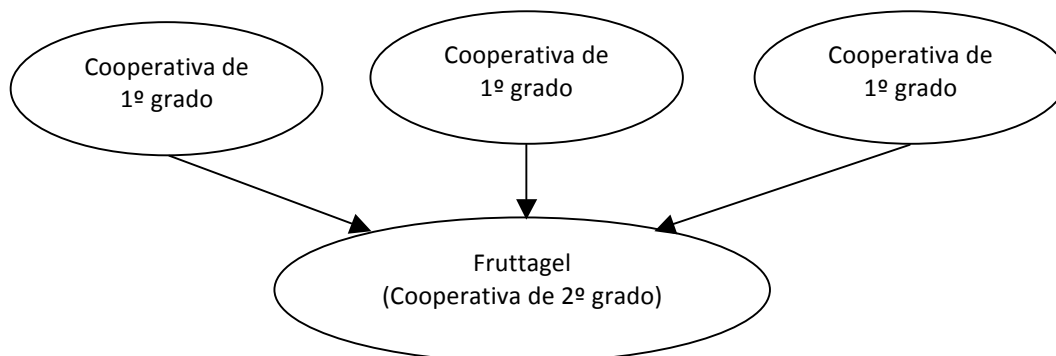 Cooperativa de
1º grado
Cooperativa de
1º grado
Cooperativa de
1º grado
Fruttagel
(Cooperativa de 2º grado)